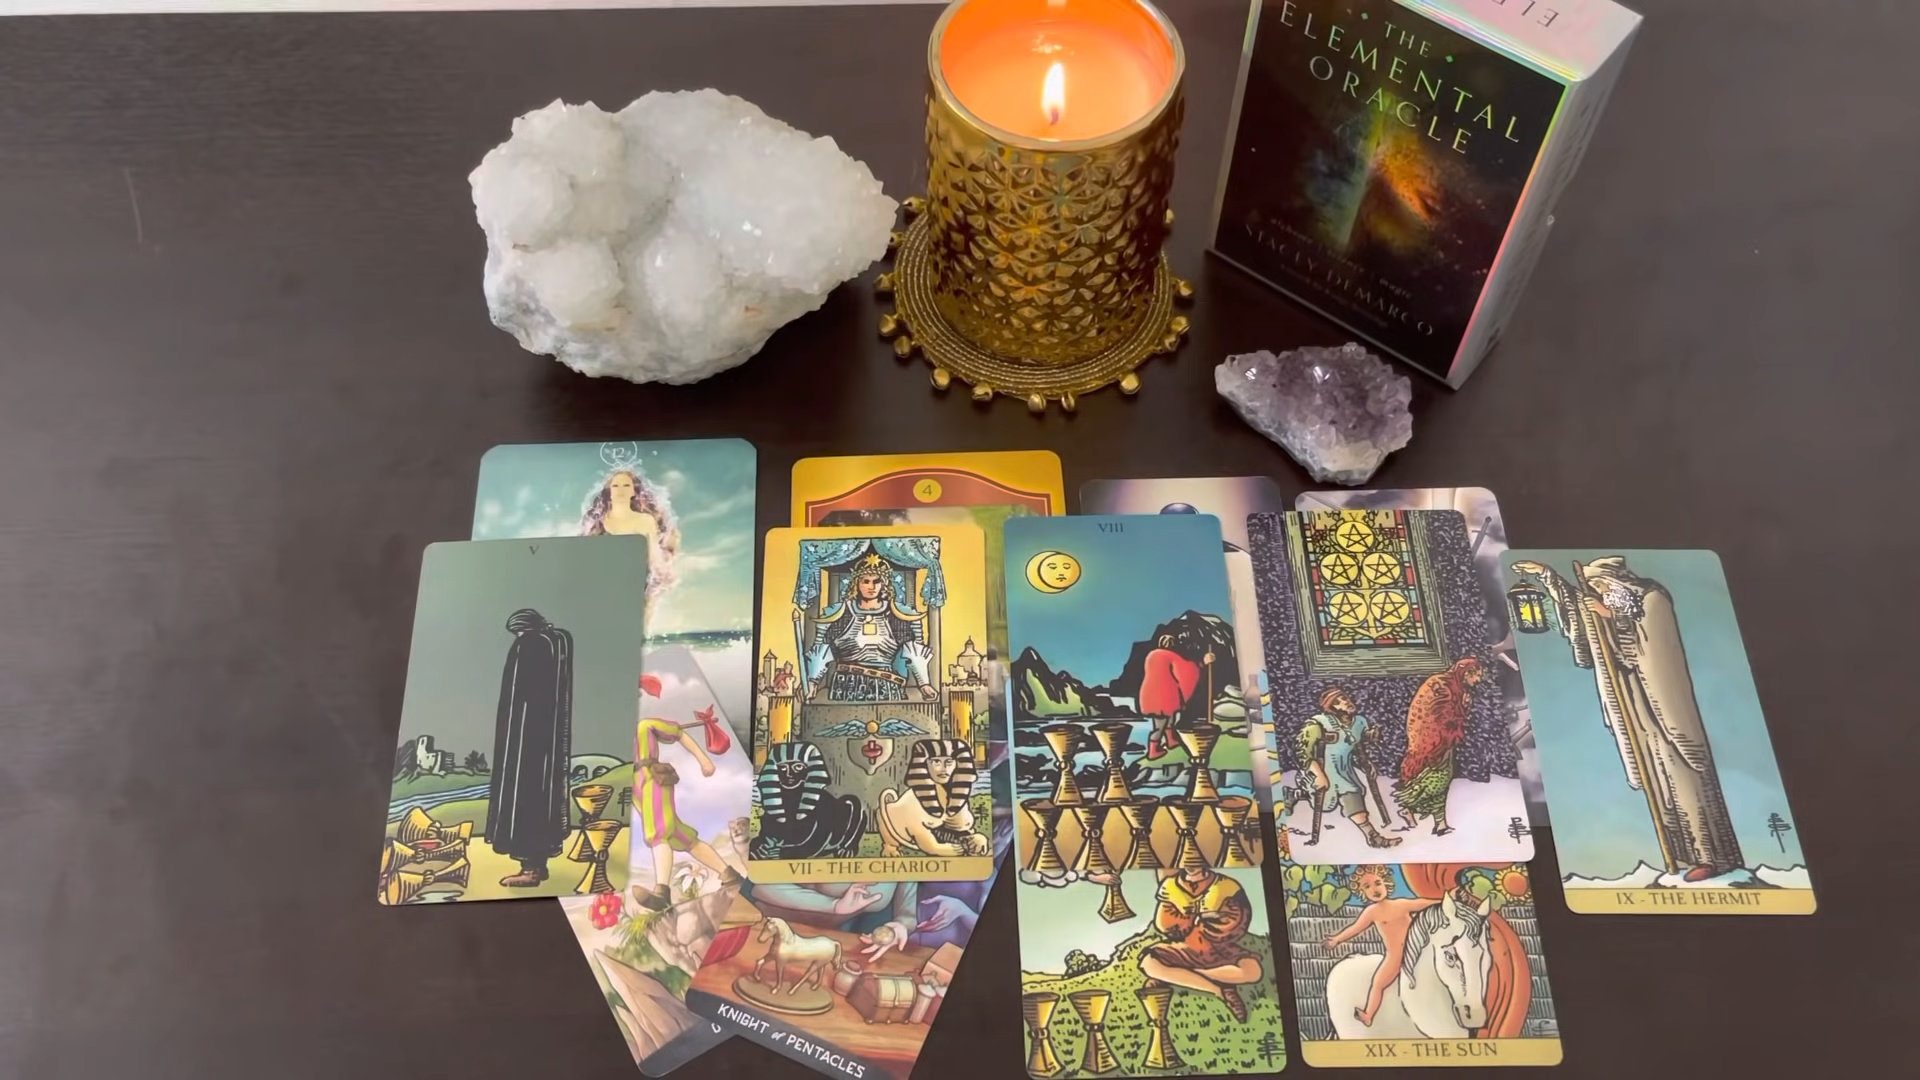 THE
ELEMENTAL
ORACLE
STACEY DEMARCO
12
4
V
VIII
VII - THE CHARIOT
IX - THE HERMIT
KNIGHT of PENTACLES
XIX - THE SUN